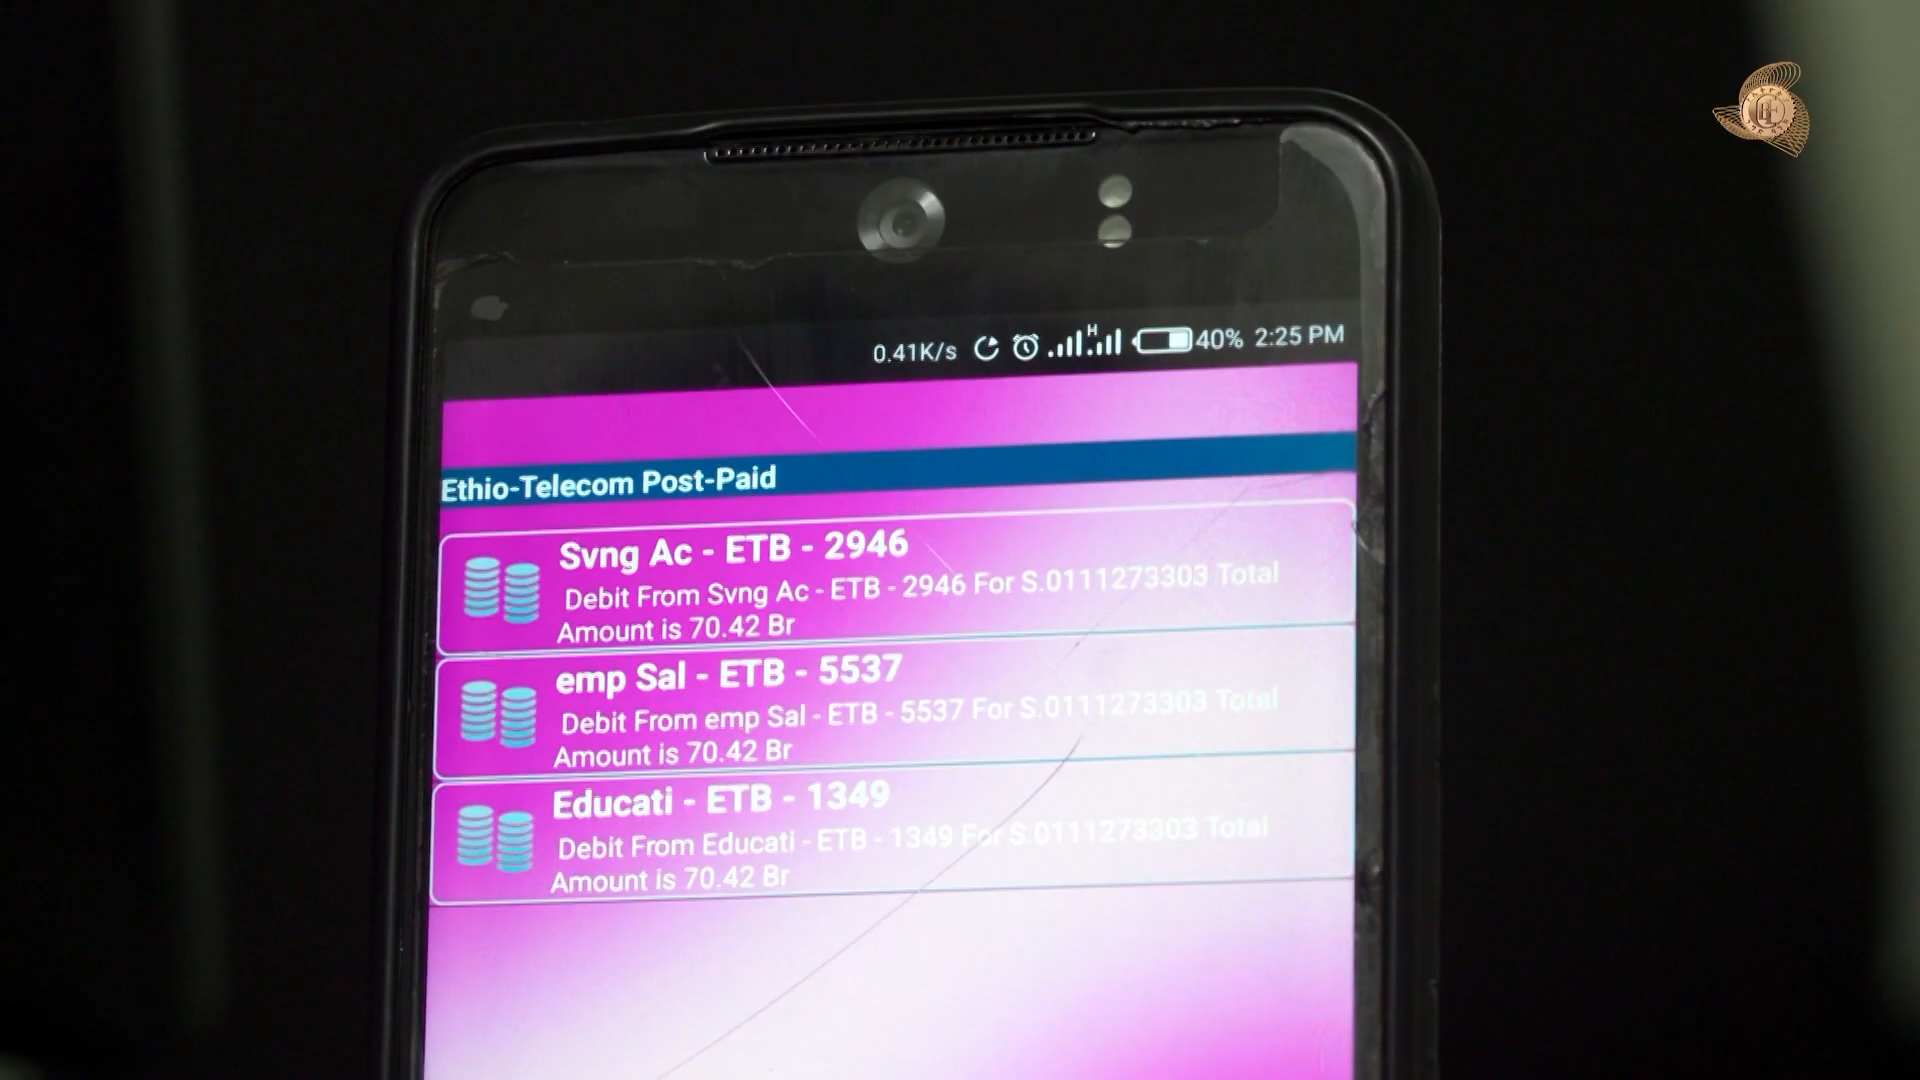 0.41K/s H 40% 2:25 PM
Ethio-Telecom Post-Paid
Svng Ac - ETB - 2946
Debit From Svng Ac - ETB - 2946 For S.0111273303 Total
Amount is 70.42 Br
emp Sal - ETB - 5537
Debit From emp Sal - ETB - 5537 For S.0111273303 Total
Amount is 70.42 Br
Educati - ETB - 1349
Debit From Educati - ETB - 1349 For S.0111273303 Total
Amount is 70.42 Br